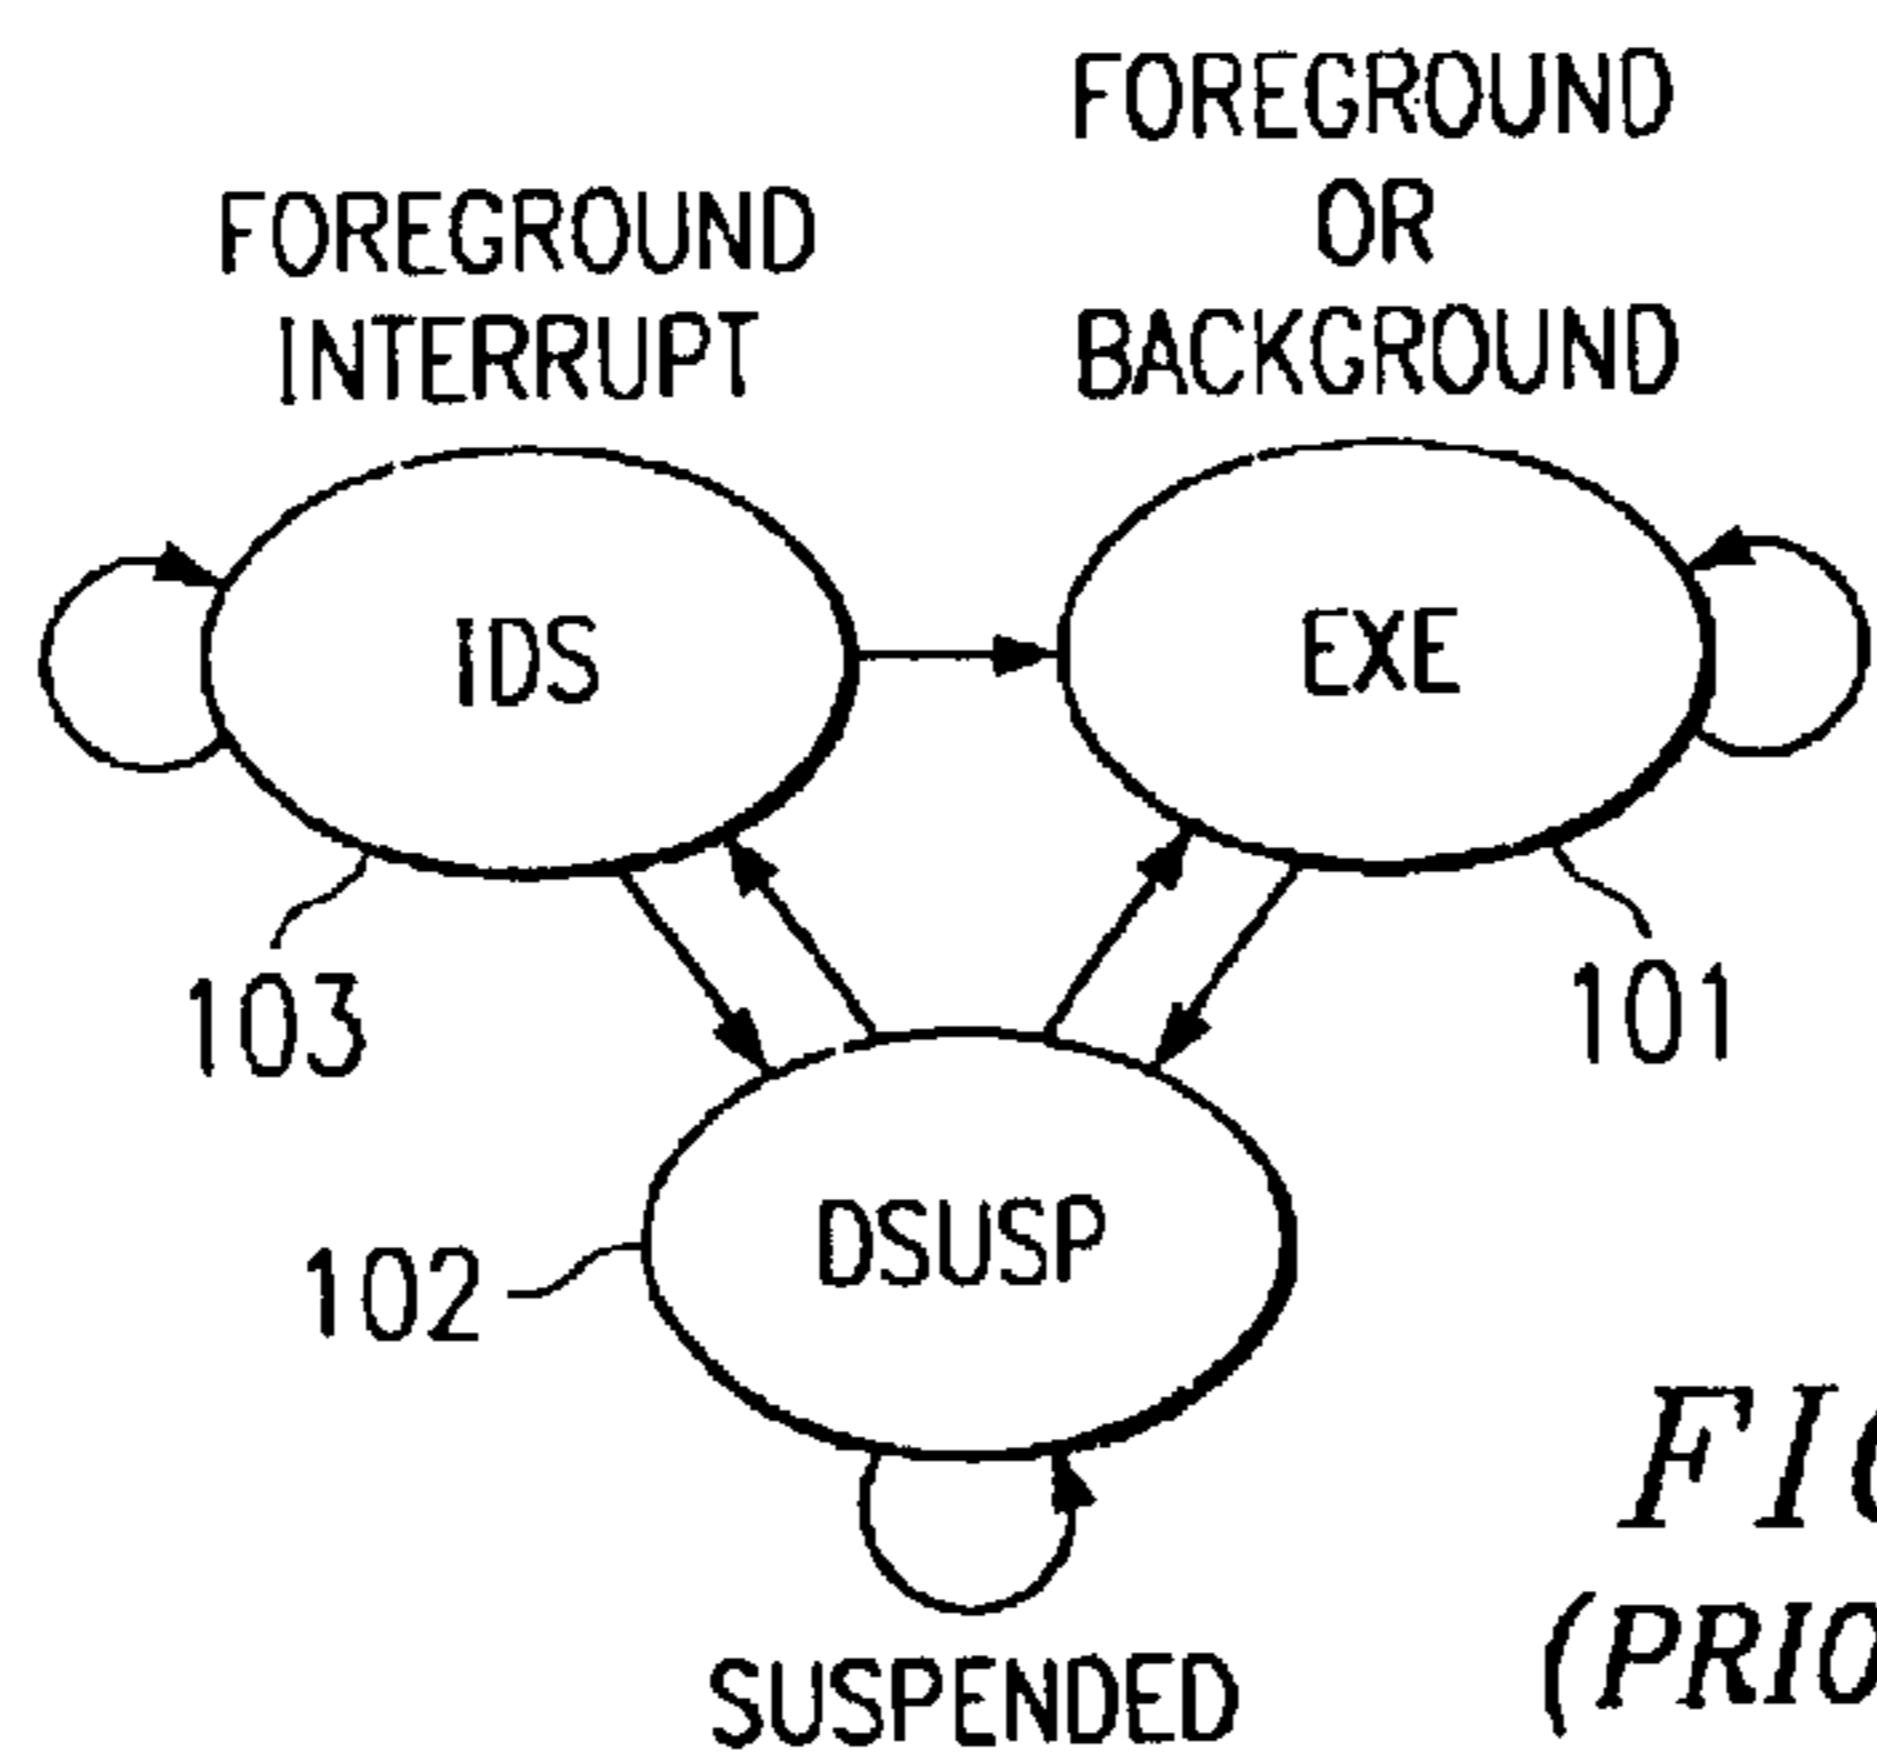 FOREGROUND
OR
BACKGROUND
FOREGROUND
INTERRUPT
IDS
EXE
103
101
DSUSP
102
SUSPENDED